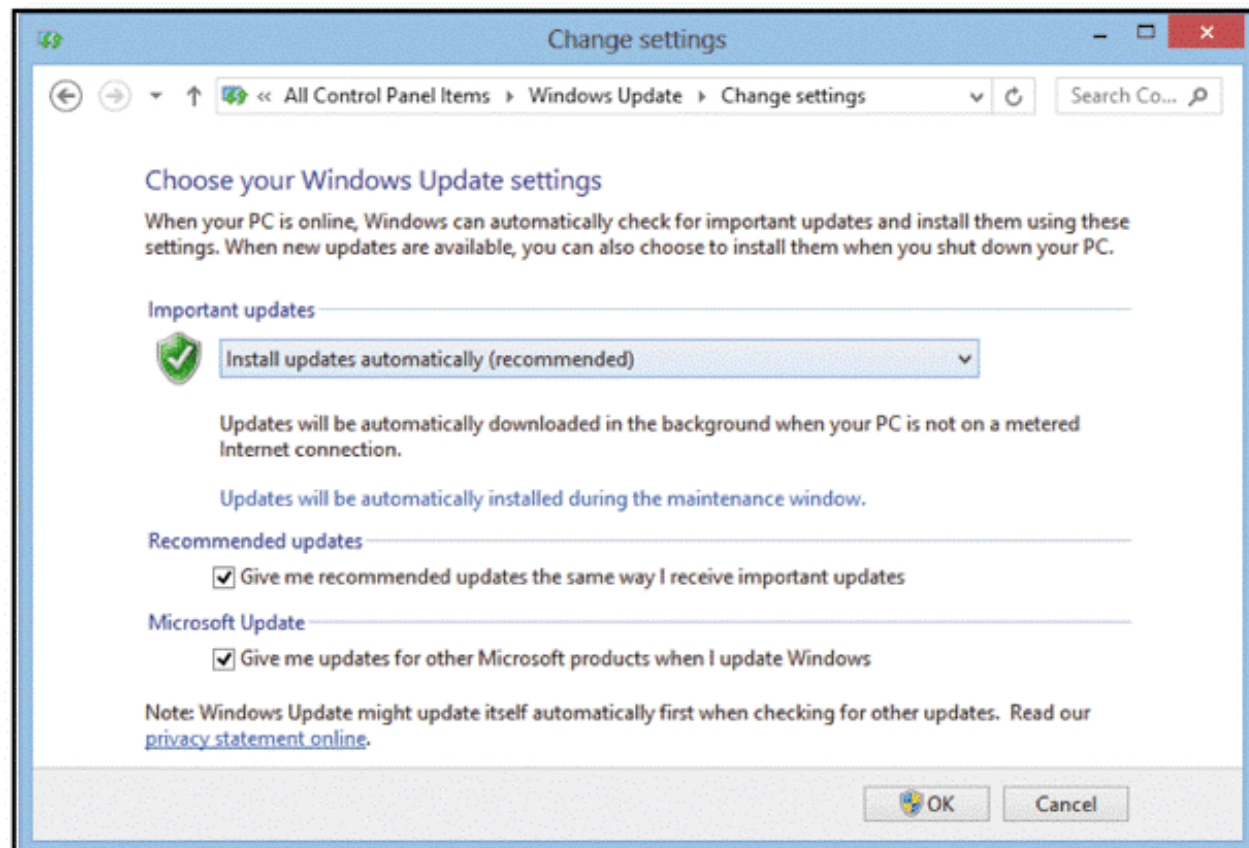 Change settings
« All Control Panel Items ▸ Windows Update ▸ Change settings
Search Co...
Choose your Windows Update settings
When your PC is online, Windows can automatically check for important updates and install them using these
settings. When new updates are available, you can also choose to install them when you shut down your PC.
Important updates
Install updates automatically (recommended)
Updates will be automatically downloaded in the background when your PC is not on a metered
Internet connection.
Updates will be automatically installed during the maintenance window.
Recommended updates
Give me recommended updates the same way I receive important updates
Microsoft Update
Give me updates for other Microsoft products when I update Windows
Note: Windows Update might update itself automatically first when checking for other updates. Read our
privacy statement online.
OK
Cancel